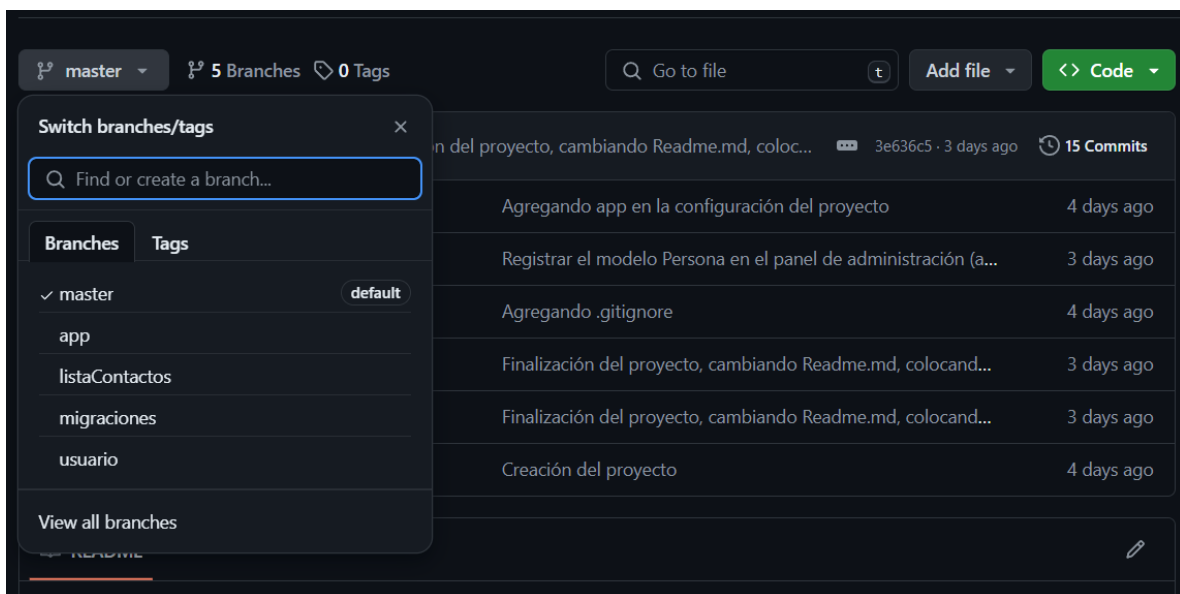 master 5 Branches 0 Tags Go to file t Add file <> Code
Switch branches/tags
n del proyecto, cambiando Readme.md, coloc... 3e636c5 · 3 days ago 15 Commits
Find or create a branch...
Agregando app en la configuración del proyecto 4 days ago
Branches Tags
Registrar el modelo Persona en el panel de administración (a... 3 days ago
master default
Agregando .gitignore 4 days ago
app
listaContactos
Finalización del proyecto, cambiando Readme.md, colocand... 3 days ago
migraciones
Finalización del proyecto, cambiando Readme.md, colocand... 3 days ago
usuario
Creación del proyecto 4 days ago
View all branches
README